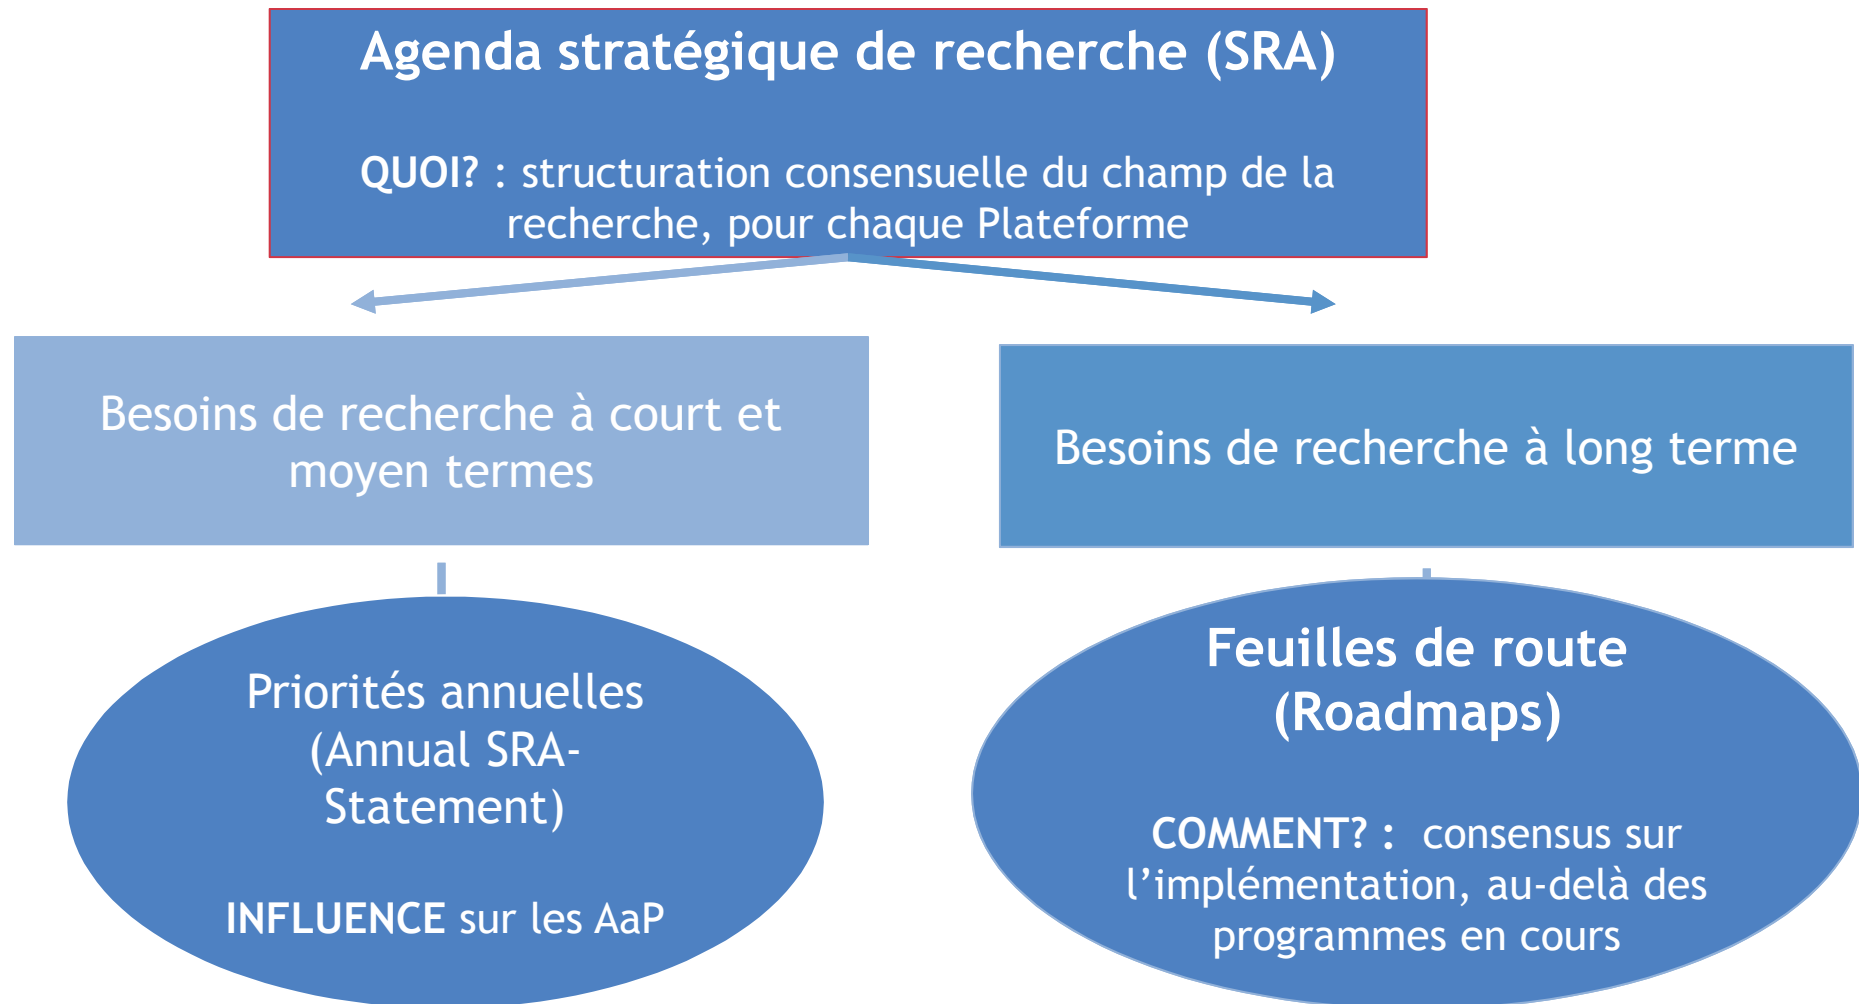 Agenda stratégique de recherche (SRA)
QUOI? : structuration consensuelle du champ de la
recherche, pour chaque Plateforme
Besoins de recherche à court et
moyen termes
Besoins de recherche à long terme
Priorités annuelles
(Annual SRA-
Statement)
INFLUENCE sur les AaP
Feuilles de route
(Roadmaps)
COMMENT? :  consensus sur
l’implémentation, au-delà des
programmes en cours